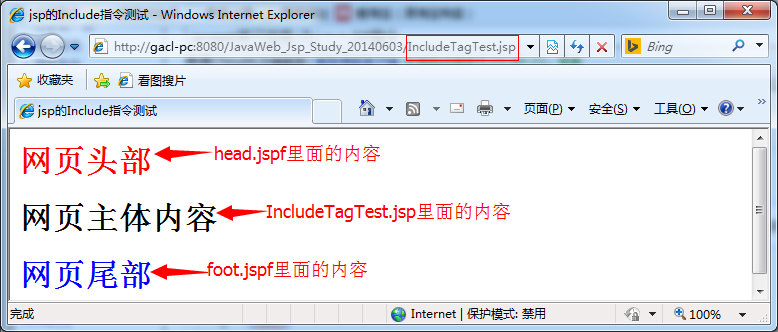 jsp的Include指令测试 - Windows Internet Explorer
http://gacl-pc:8080/JavaWeb_Jsp_Study_20140603/IncludeTagTest.jsp
Bing
收藏夹 看图评片
jsp的Include指令测试 页面(P) 安全(S) 工具(O)
网页头部 head.jspf里面的内容
网页主体内容 IncludeTagTest.jsp里面的内容
网页尾部 foot.jspf里面的内容
完成 Internet | 保护模式: 禁用 100%